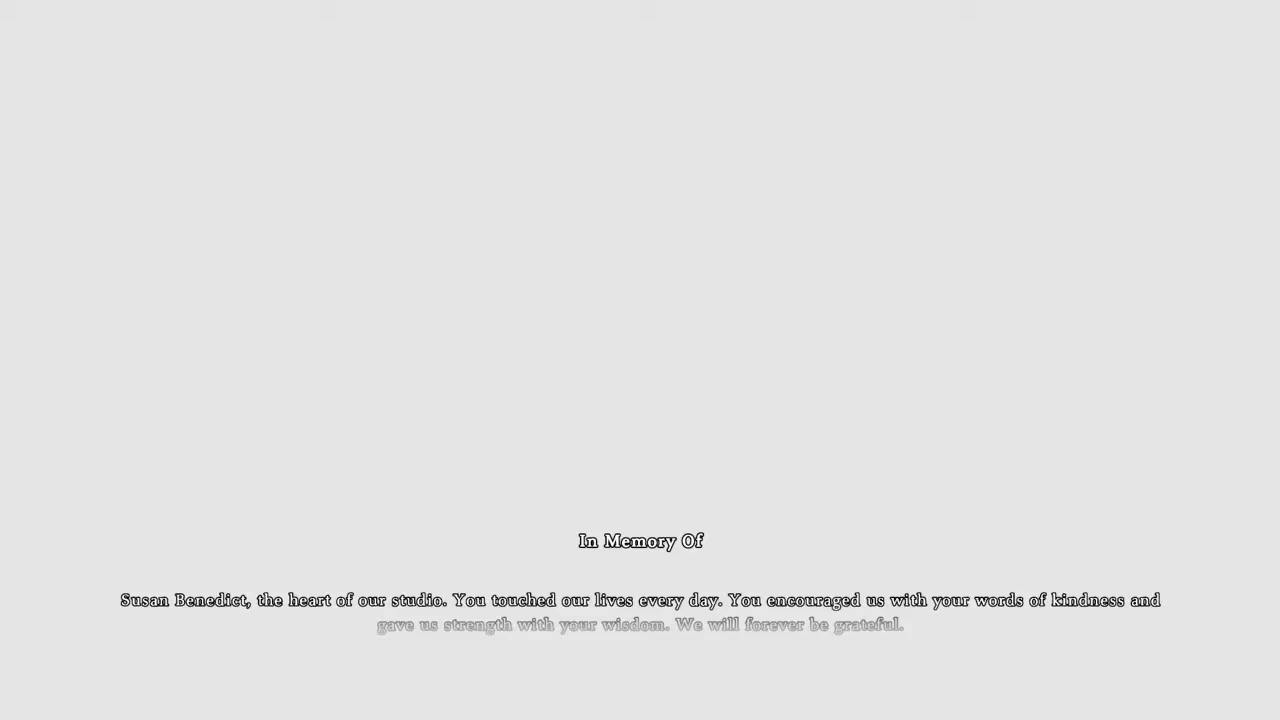 In Memory Of
Susan Benedict, the heart of our studio. You touched our lives every day. You encouraged us with your words of kindness and
gave us strength with your wisdom. We will forever be grateful.